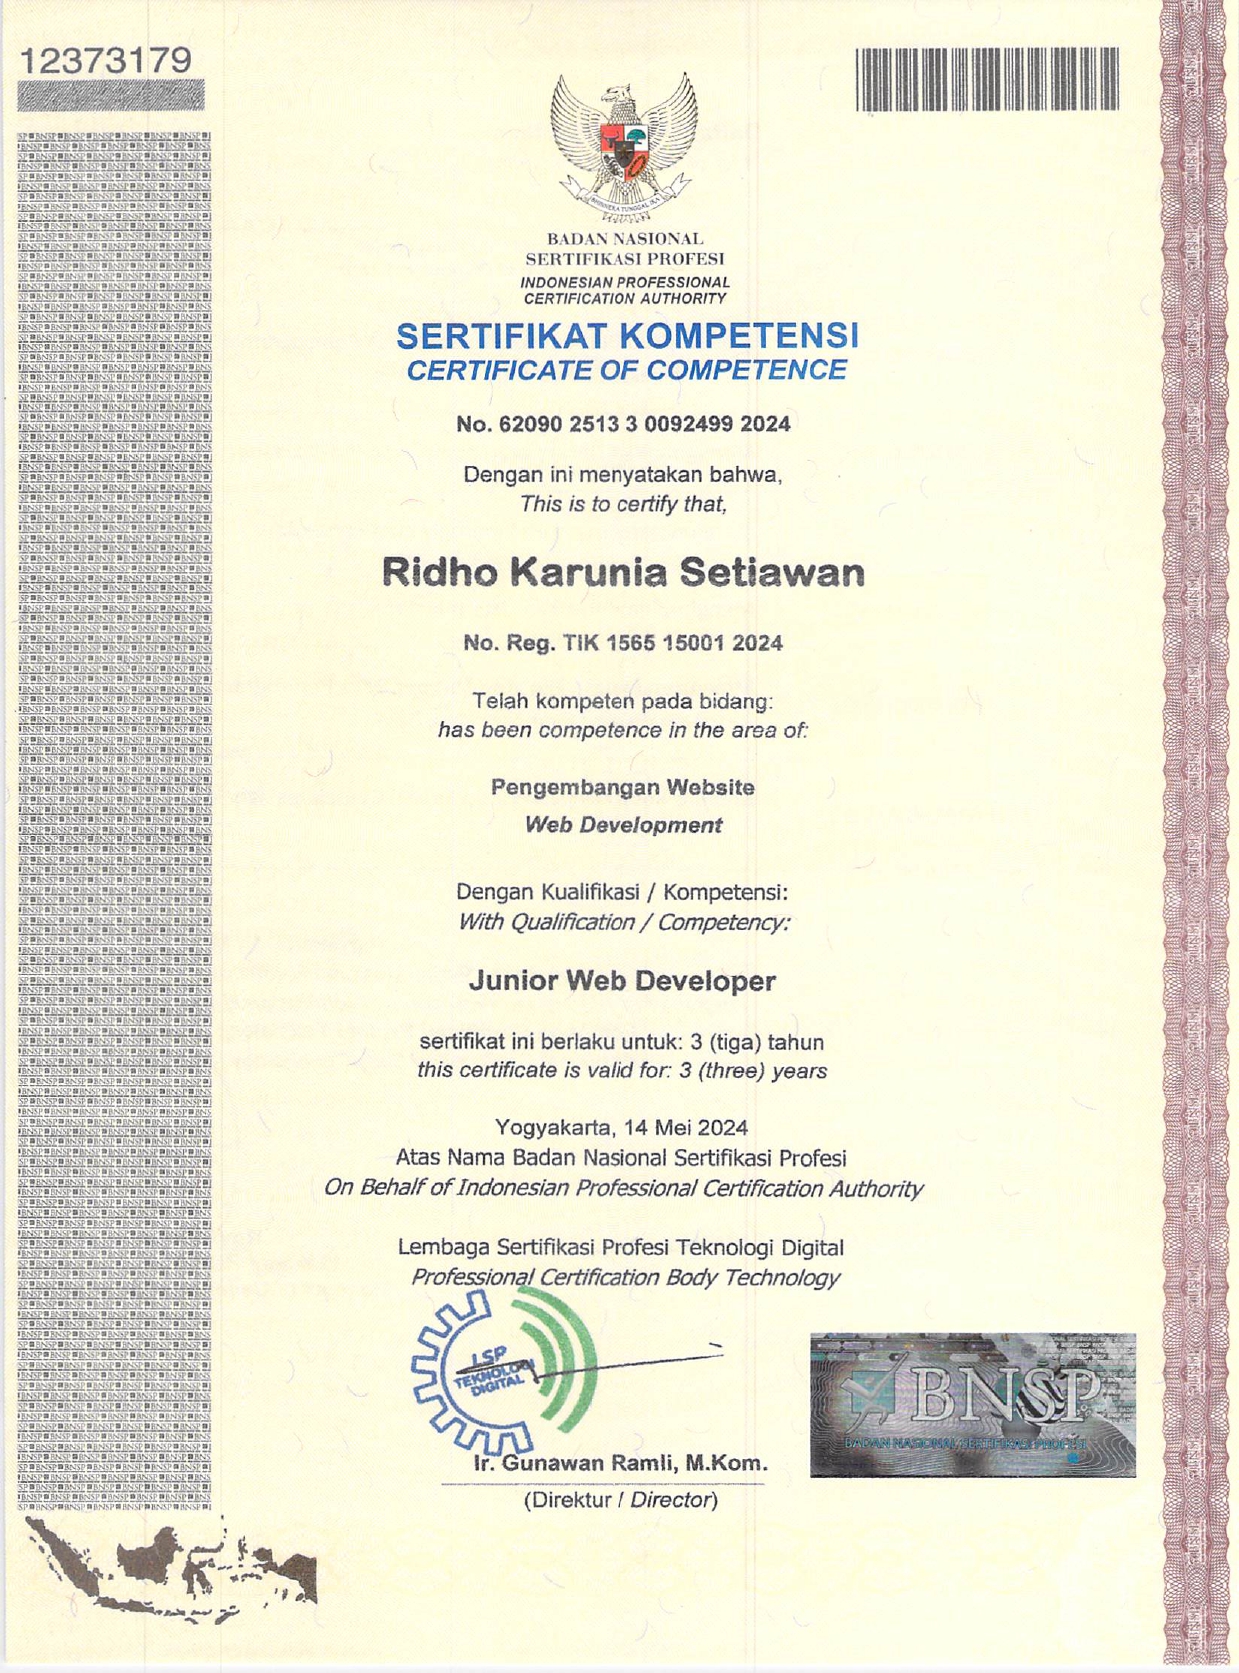 12373179
BHINNEKA TUNGGAL IKA
BADAN NASIONAL
SERTIFIKASI PROFESI
INDONESIAN PROFESSIONAL
CERTIFICATION AUTHORITY
SERTIFIKAT KOMPETENSI
CERTIFICATE OF COMPETENCE
No. 62090 2513 3 0092499 2024
Dengan ini menyatakan bahwa,
This is to certify that,
Ridho Karunia Setiawan
No. Reg. TIK 1565 15001 2024
Telah kompeten pada bidang:
has been competence in the area of:
Pengembangan Website
Web Development
Dengan Kualifikasi / Kompetensi:
With Qualification / Competency:
Junior Web Developer
sertifikat ini berlaku untuk: 3 (tiga) tahun
this certificate is valid for: 3 (three) years
Yogyakarta, 14 Mei 2024
Atas Nama Badan Nasional Sertifikasi Profesi
On Behalf of Indonesian Professional Certification Authority
Lembaga Sertifikasi Profesi Teknologi Digital
Professional Certification Body Technology
LSP
TEKNOLOGI
DIGITAL
BNSP
BADAN NASIONAL SERTIFIKASI PROFESI
Ir. Gunawan Ramli, M.Kom.
(Direktur / Director)